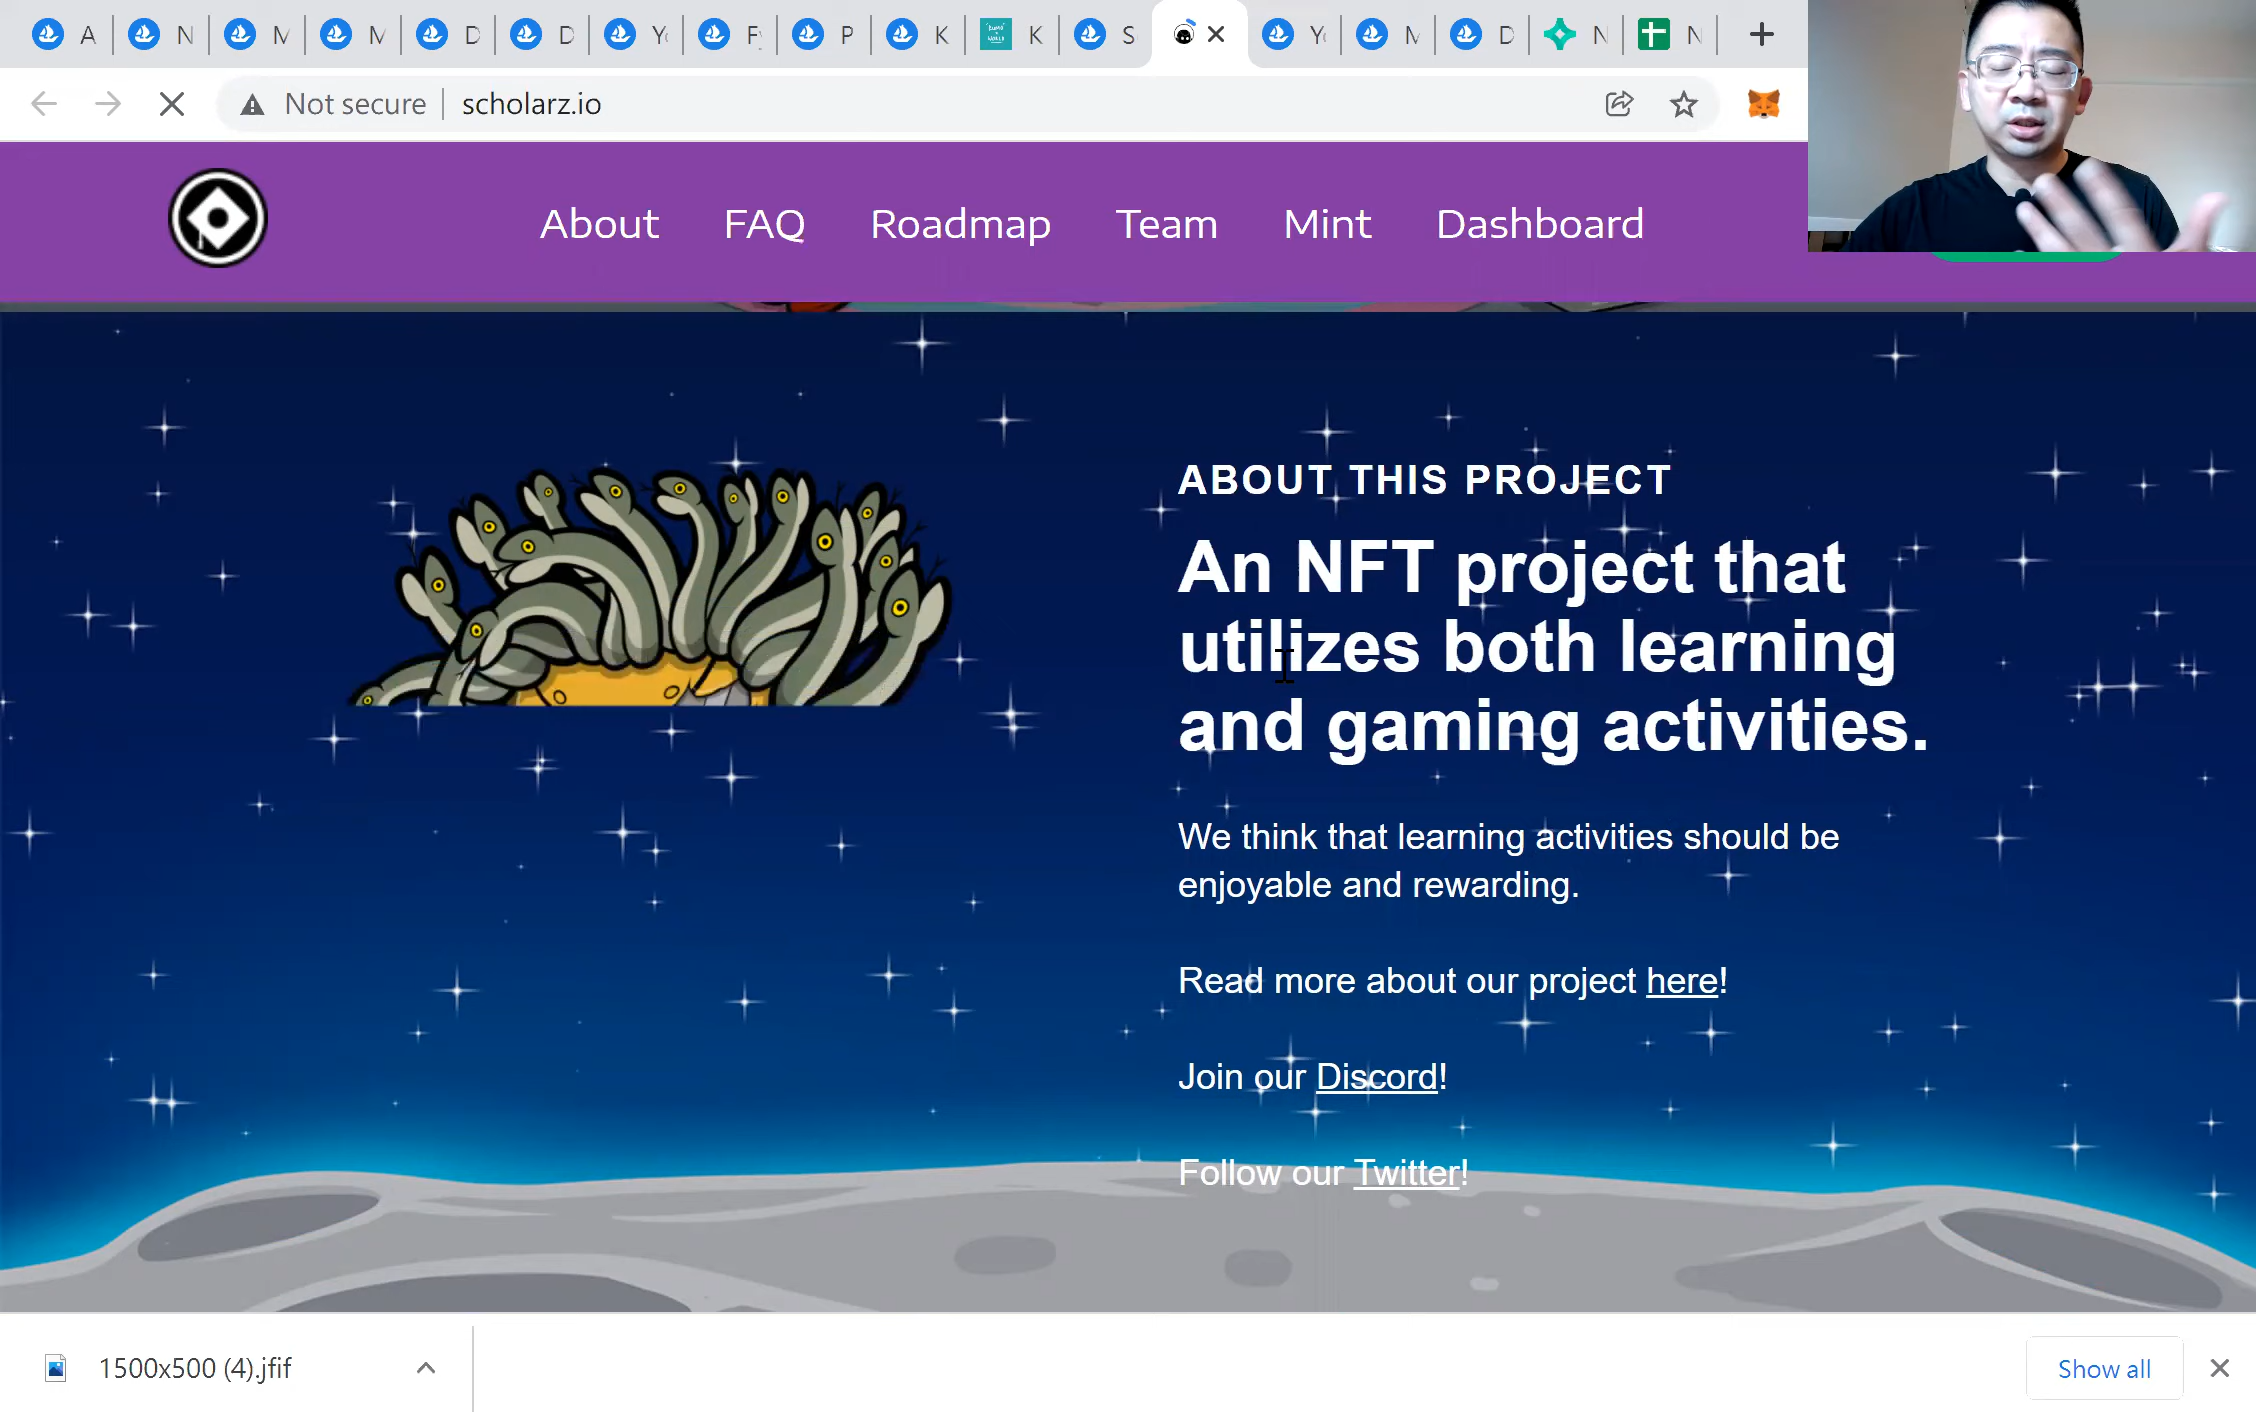 A N M M D D Y F P K K S Y M D N N
Not secure scholarz.io
About FAQ Roadmap Team Mint Dashboard
ABOUT THIS PROJECT
An NFT project that
utilizes both learning
and gaming activities.
We think that learning activities should be
enjoyable and rewarding.
Read more about our project here!
Join our Discord!
Follow our Twitter!
1500x500 (4).jfif
Show all